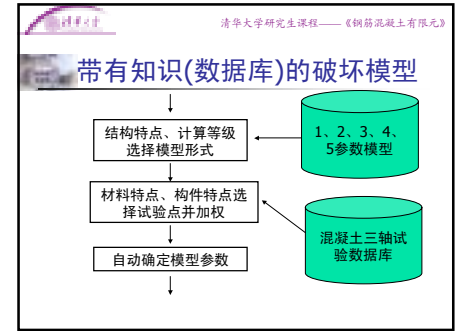 清华大学研究生课程——《钢筋混凝土有限元》
带有知识(数据库)的破坏模型
结构特点、计算等级
选择模型形式
1、2、3、4、
5参数模型
材料特点、构件特点选
择试验点并加权
混凝土三轴试
验数据库
自动确定模型参数